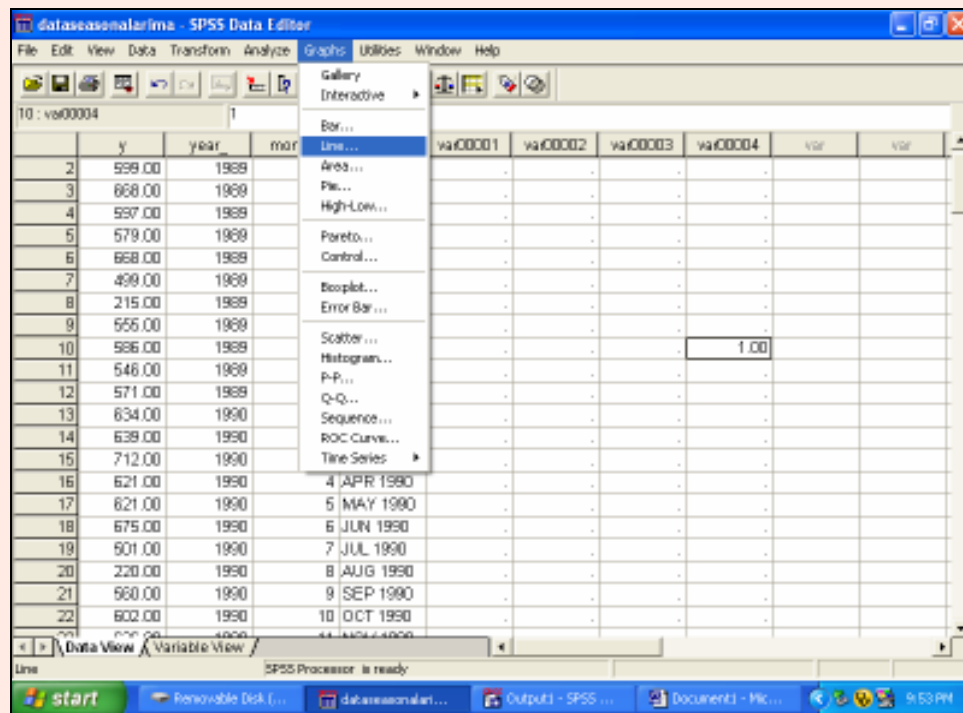 dataseasonalarima - SPSS Data Editor
File Edit View Data Transform Analyze Graphs Utilities Window Help
10 : var00004 1
Gallery
Interactive
Bar...
Line...
Area...
Pie...
High-Low...
Pareto...
Control...
Boxplot...
Error Bar...
Scatter...
Histogram...
P-P...
Q-Q...
Sequence...
ROC Curve...
Time Series
y year_ mor var00001 var00002 var00003 var00004 var var
2 599.00 1989
3 668.00 1989
4 597.00 1989
5 579.00 1989
6 668.00 1989
7 499.00 1989
8 215.00 1989
9 555.00 1989
10 586.00 1989 1.00
11 546.00 1989
12 571.00 1989
13 634.00 1990
14 639.00 1990
15 712.00 1990
16 621.00 1990 4 APR 1990
17 621.00 1990 5 MAY 1990
18 675.00 1990 6 JUN 1990
19 501.00 1990 7 JUL 1990
20 220.00 1990 8 AUG 1990
21 560.00 1990 9 SEP 1990
22 602.00 1990 10 OCT 1990
Data View Variable View
Line SPSS Processor is ready
start Removable Disk (... dataseasonalari... Output1 - SPSS ... Document1 - Mic... 9:53 PM